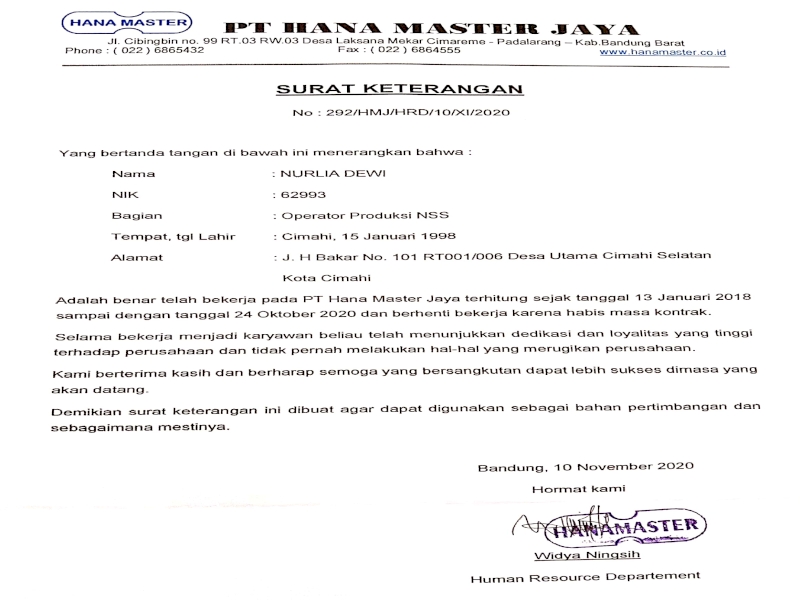 HANA MASTER
PT HANA MASTER JAYA
Jl. Cibingbin no. 99 RT.03 RW.03 Desa Laksana Mekar Cimareme - Padalarang – Kab.Bandung Barat
Phone : ( 022 ) 6865432 Fax : ( 022 ) 6864555 www.hanamaster.co.id
SURAT KETERANGAN
No : 292/HMJ/HRD/10/XI/2020
Yang bertanda tangan di bawah ini menerangkan bahwa :
Nama : NURLIA DEWI
NIK : 62993
Bagian : Operator Produksi NSS
Tempat, tgl Lahir : Cimahi, 15 Januari 1998
Alamat : J. H Bakar No. 101 RT001/006 Desa Utama Cimahi Selatan
Kota Cimahi
Adalah benar telah bekerja pada PT Hana Master Jaya terhitung sejak tanggal 13 Januari 2018
sampai dengan tanggal 24 Oktober 2020 dan berhenti bekerja karena habis masa kontrak.
Selama bekerja menjadi karyawan beliau telah menunjukkan dedikasi dan loyalitas yang tinggi
terhadap perusahaan dan tidak pernah melakukan hal-hal yang merugikan perusahaan.
Kami berterima kasih dan berharap semoga yang bersangkutan dapat lebih sukses dimasa yang
akan datang.
Demikian surat keterangan ini dibuat agar dapat digunakan sebagai bahan pertimbangan dan
sebagaimana mestinya.
Bandung, 10 November 2020
Hormat kami
HANAMASTER
Widya Ningsih
Human Resource Departement